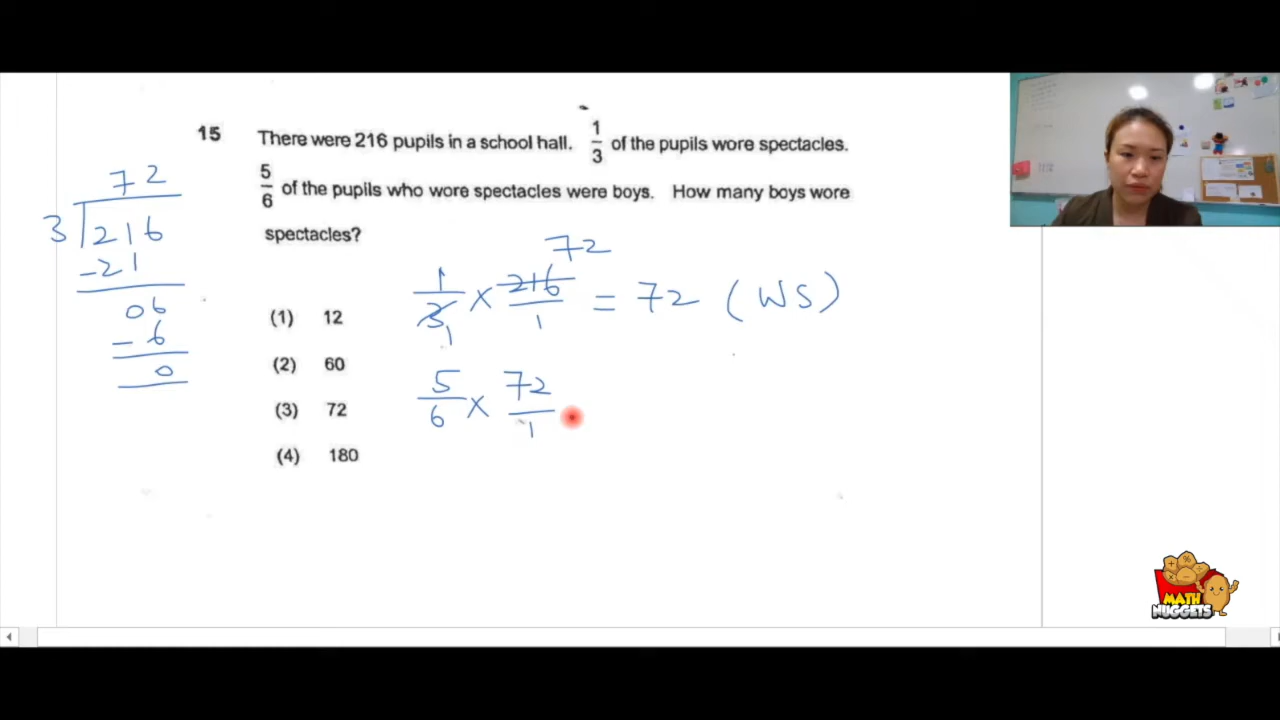 15 There were 216 pupils in a school hall. 1/3 of the pupils wore spectacles.
5/6 of the pupils who wore spectacles were boys. How many boys wore
spectacles?
(1) 12
(2) 60
(3) 72
(4) 180
72
3 216
-21
06
-6
0
72
1/3 x 216/1 = 72 (WS)
1
5/6 x 72/1
MATH
NUGGETS